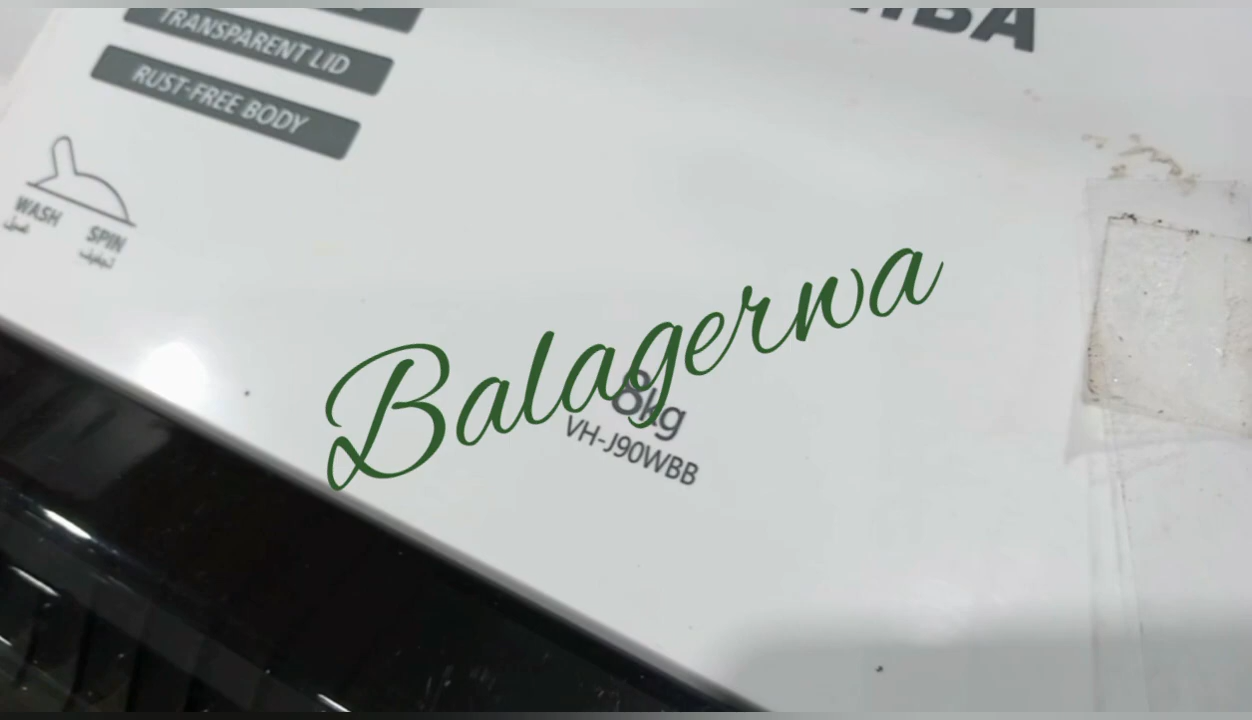 TRANSPARENT LID
RUST-FREE BODY
WASH
غسيل
SPIN
تجفيف
Balagerwa
8kg
VH-J90WBB